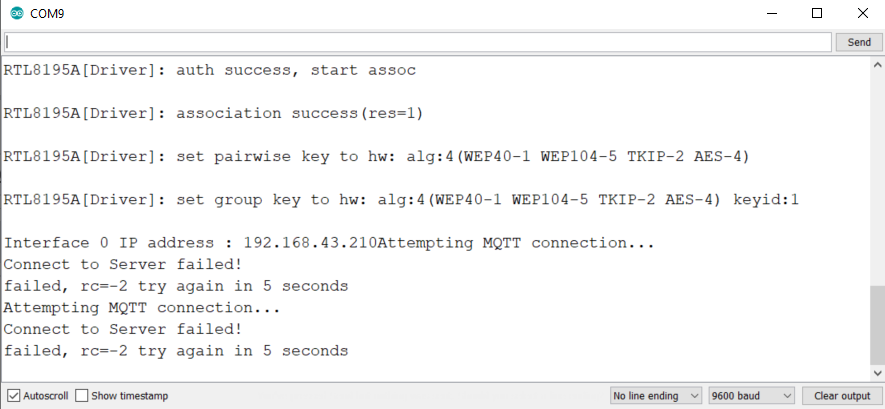 COM9
Send
RTL8195A[Driver]: auth success, start assoc
RTL8195A[Driver]: association success(res=1)
RTL8195A[Driver]: set pairwise key to hw: alg:4(WEP40-1 WEP104-5 TKIP-2 AES-4)
RTL8195A[Driver]: set group key to hw: alg:4(WEP40-1 WEP104-5 TKIP-2 AES-4) keyid:1
Interface 0 IP address : 192.168.43.210Attempting MQTT connection...
Connect to Server failed!
failed, rc=-2 try again in 5 seconds
Attempting MQTT connection...
Connect to Server failed!
failed, rc=-2 try again in 5 seconds
Autoscroll Show timestamp No line ending 9600 baud Clear output